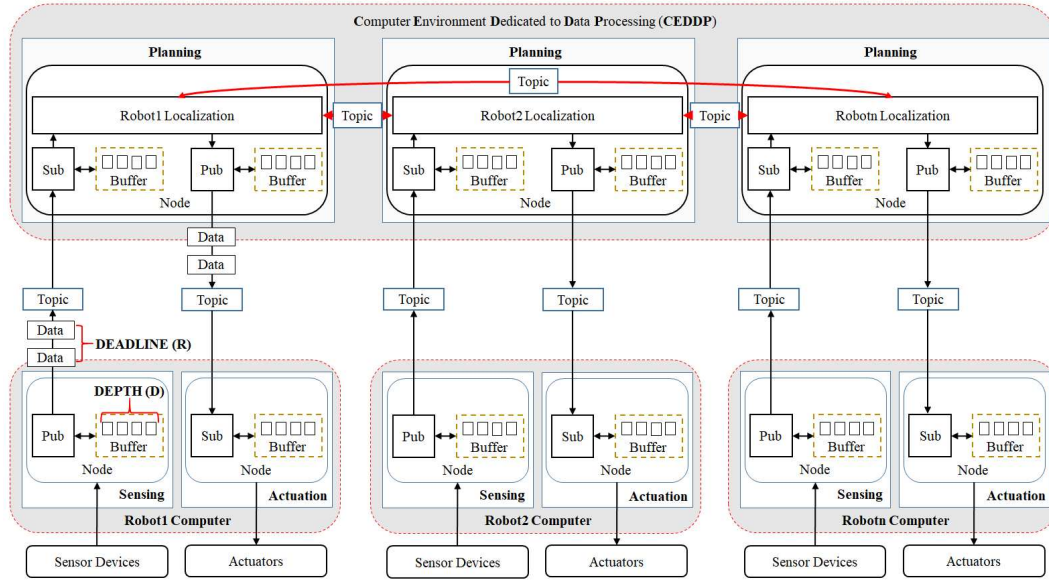 Computer Environment Dedicated to Data Processing (CEDDP)
Planning
Planning
Planning
Topic
Robot1 Localization
Topic
Robot2 Localization
Topic
Robotn Localization
Sub
Buffer
Pub
Buffer
Sub
Buffer
Pub
Buffer
Sub
Buffer
Pub
Buffer
Node
Node
Node
Data
Data
Topic
Topic
Topic
Topic
Topic
Topic
Data
Data
DEADLINE (R)
DEPTH (D)
Pub
Buffer
Sub
Buffer
Pub
Buffer
Sub
Buffer
Pub
Buffer
Sub
Buffer
Node
Node
Node
Node
Node
Node
Sensing
Actuation
Sensing
Actuation
Sensing
Actuation
Robot1 Computer
Robot2 Computer
Robotn Computer
Sensor Devices
Actuators
Sensor Devices
Actuators
Sensor Devices
Actuators